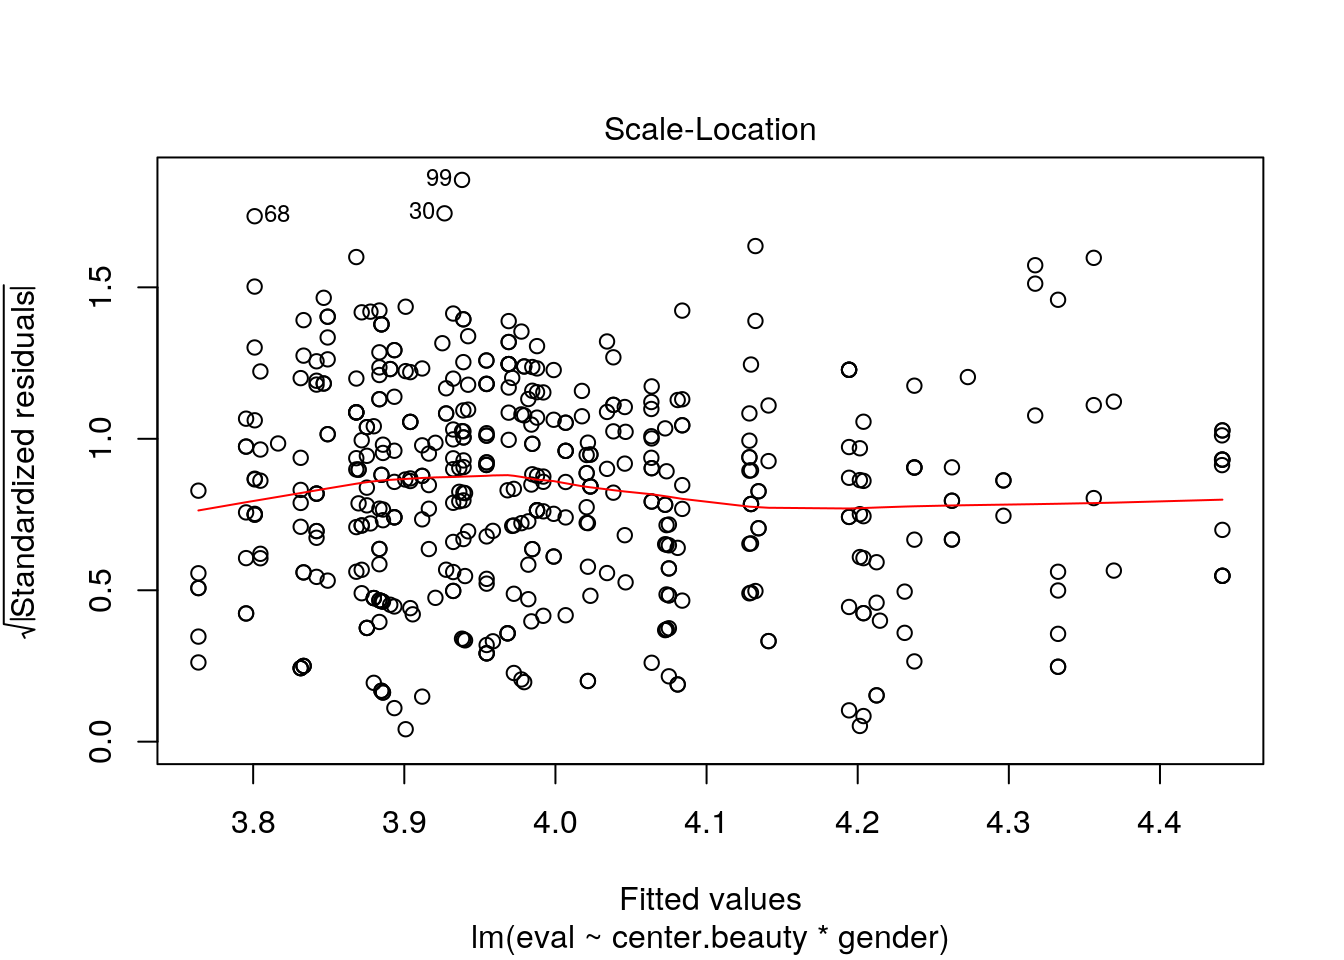 Scale-Location
99
30
68
√|Standardized residuals|
1.5
1.0
0.5
0.0
3.8 3.9 4.0 4.1 4.2 4.3 4.4
Fitted values
lm(eval ~ center.beauty * gender)